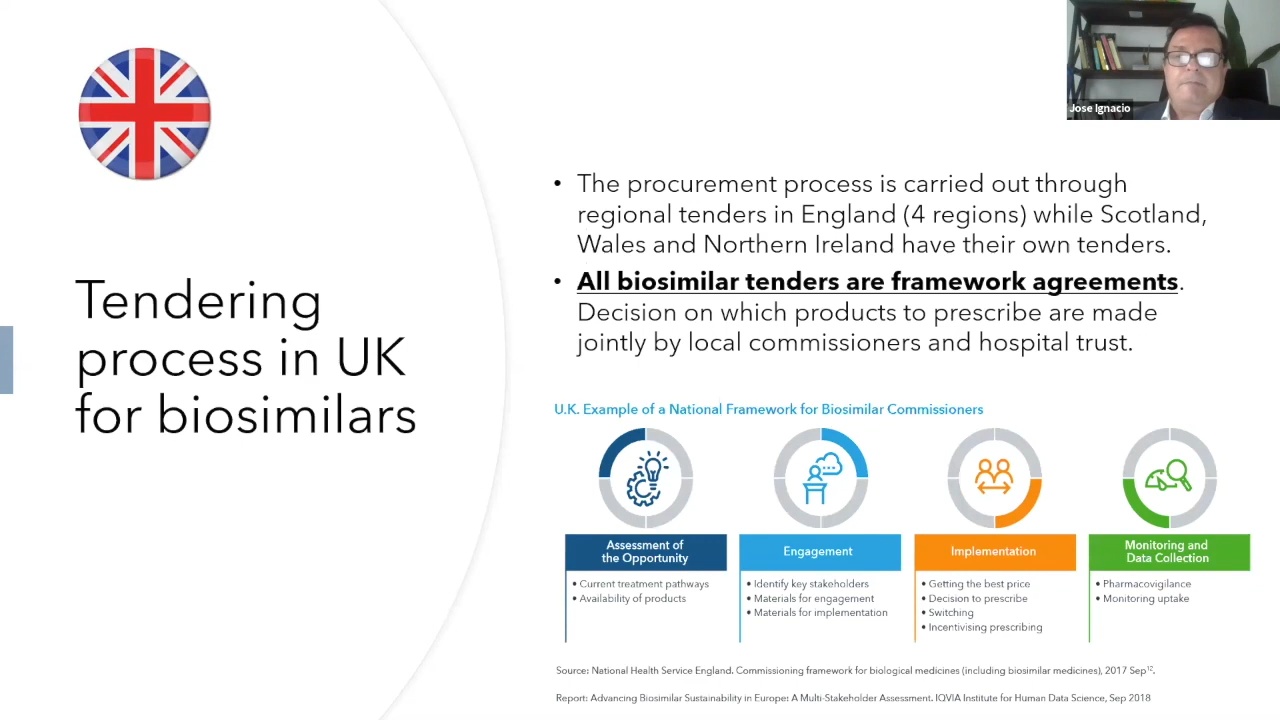 Jose Ignacio
Tendering
process in UK
for biosimilars
• The procurement process is carried out through
regional tenders in England (4 regions) while Scotland,
Wales and Northern Ireland have their own tenders.
• All biosimilar tenders are framework agreements.
Decision on which products to prescribe are made
jointly by local commissioners and hospital trust.
U.K. Example of a National Framework for Biosimilar Commissioners
Assessment of
the Opportunity
• Current treatment pathways
• Availability of products
Engagement
• Identify key stakeholders
• Materials for engagement
• Materials for implementation
Implementation
• Getting the best price
• Decision to prescribe
• Switching
• Incentivising prescribing
Monitoring and
Data Collection
• Pharmacovigilance
• Monitoring uptake
Source: National Health Service England. Commissioning framework for biological medicines (including biosimilar medicines), 2017 Sep¹².
Report: Advancing Biosimilar Sustainability in Europe: A Multi-Stakeholder Assessment. IQVIA Institute for Human Data Science, Sep 2018